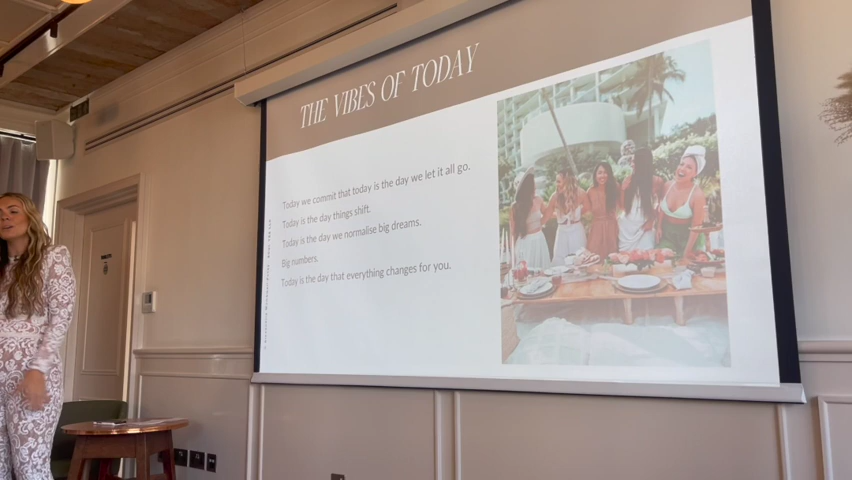 THE VIBES OF TODAY
Today we commit that today is the day we let it all go.
Today is the day things shift.
Today is the day we normalise big dreams.
Big numbers.
Today is the day that everything changes for you.